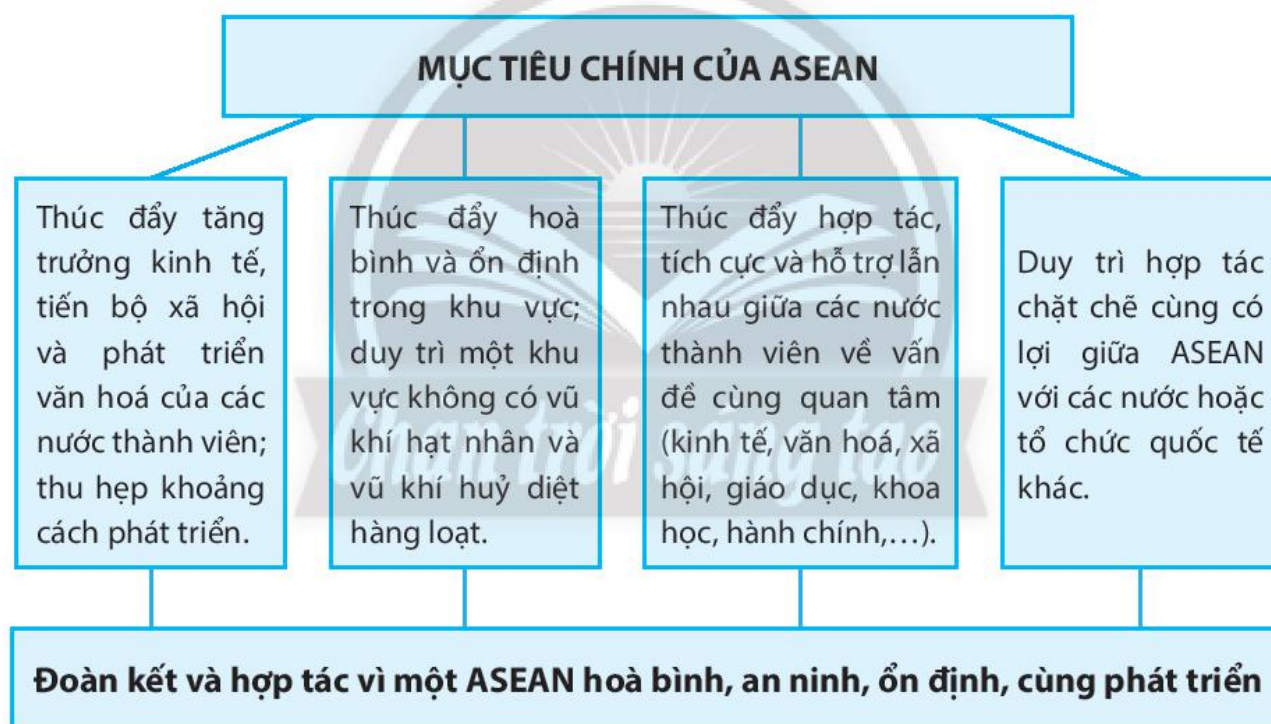 MỤC TIÊU CHÍNH CỦA ASEAN
Thúc đẩy tăng
trưởng kinh tế,
tiến bộ xã hội
và phát triển
văn hoá của các
nước thành viên;
thu hẹp khoảng
cách phát triển.
Thúc đẩy hoà
bình và ổn định
trong khu vực;
duy trì một khu
vực không có vũ
khí hạt nhân và
vũ khí huỷ diệt
hàng loạt.
Thúc đẩy hợp tác,
tích cực và hỗ trợ lẫn
nhau giữa các nước
thành viên về vấn
đề cùng quan tâm
(kinh tế, văn hoá, xã
hội, giáo dục, khoa
học, hành chính,...).
Duy trì hợp tác
chặt chẽ cùng có
lợi giữa ASEAN
với các nước hoặc
tổ chức quốc tế
khác.
Chân trời sáng tạo
Đoàn kết và hợp tác vì một ASEAN hoà bình, an ninh, ổn định, cùng phát triển